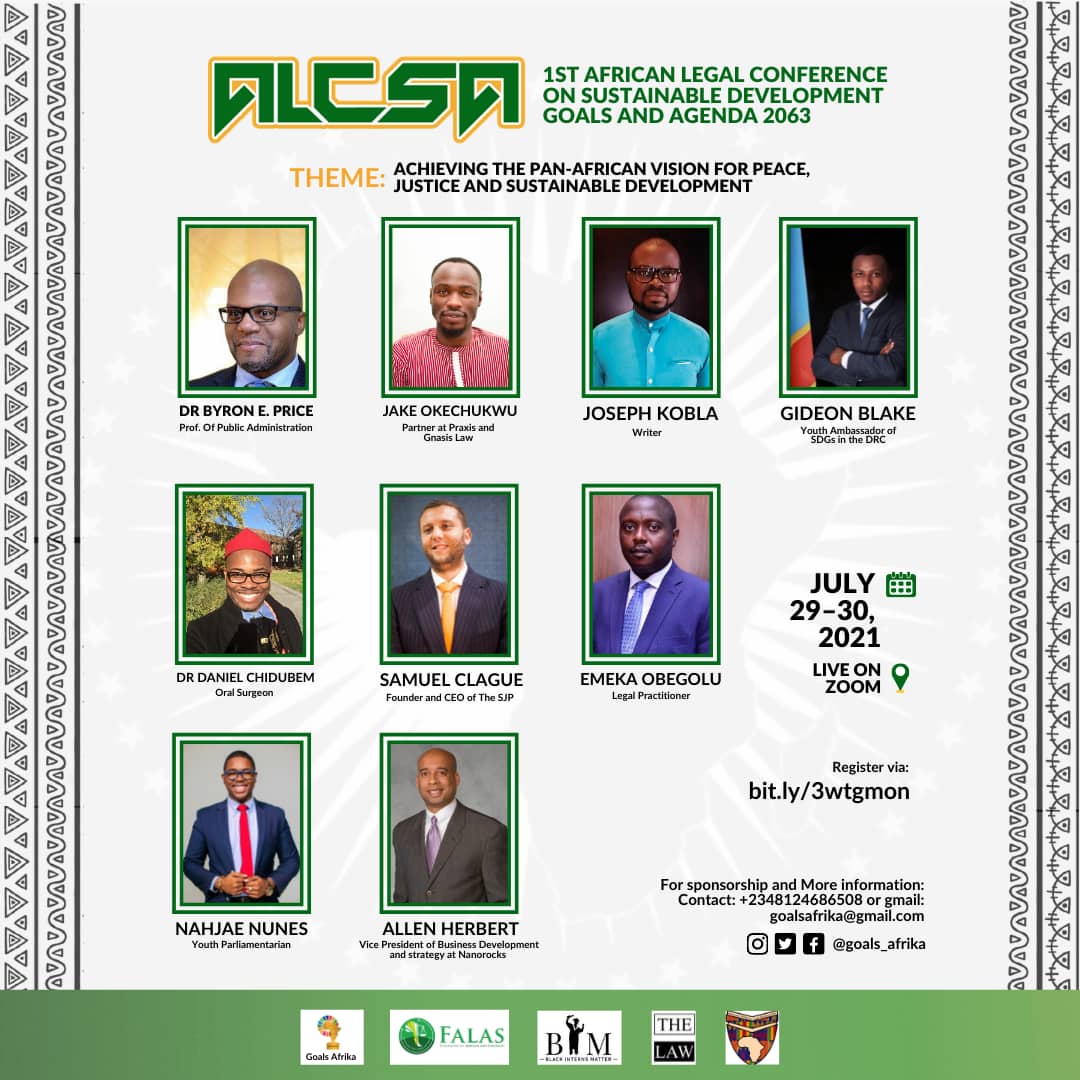 ALCSA
1ST AFRICAN LEGAL CONFERENCE
ON SUSTAINABLE DEVELOPMENT
GOALS AND AGENDA 2063
THEME:
ACHIEVING THE PAN-AFRICAN VISION FOR PEACE,
JUSTICE AND SUSTAINABLE DEVELOPMENT
DR BYRON E. PRICE
Prof. Of Public Administration
JAKE OKECHUKWU
Partner at Praxis and
Gnasis Law
JOSEPH KOBLA
Writer
GIDEON BLAKE
Youth Ambassador of
SDGs in the DRC
DR DANIEL CHIDUBEM
Oral Surgeon
SAMUEL CLAGUE
Founder and CEO of The SJP
EMEKA OBEGOLU
Legal Practitioner
JULY
29–30,
2021
LIVE ON
ZOOM
NAHJAE NUNES
Youth Parliamentarian
ALLEN HERBERT
Vice President of Business Development
and strategy at Nanorocks
Register via:
bit.ly/3wtgmon
For sponsorship and More information:
Contact: +2348124686508 or gmail:
goalsafrika@gmail.com
@goals_afrika
Goals Afrika
FALAS
BIM
—BLACK INTERNS MATTER—
THE
LAW